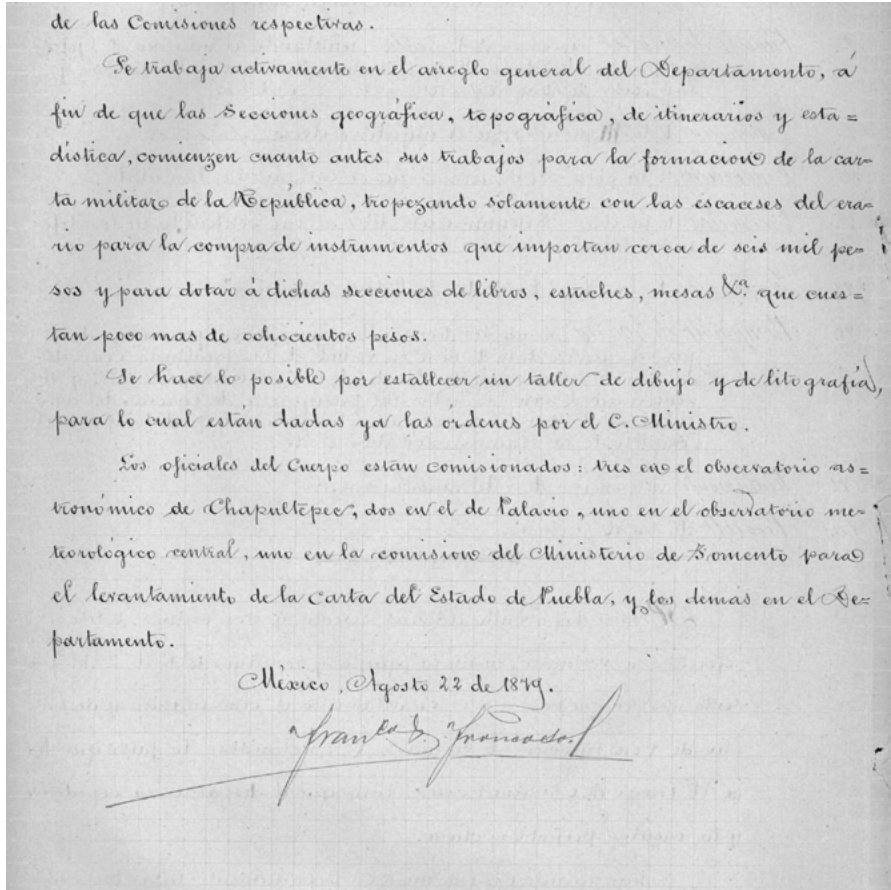 de las Comisiones respectivas.
Se trabaja activamente en el arreglo general del Departamento, á
fin de que las Secciones geográfica, topográfica, de itinerarios y esta=
dística, comienzen cuanto antes sus trabajos para la formacion de la car=
ta militar de la República, tropezando solamente con las escaceses del era=
rio para la compra de instrumentos que importan cerca de seis mil pe=
sos y para dotar á dichas secciones de libros, estuches, mesas &ª. que cues=
tan poco mas de ochocientos pesos.
Se hace lo posible por establecer un taller de dibujo y de litografía,
para lo cual están dadas ya las órdenes por el C. Ministro.
Los oficiales del Cuerpo están comisionados: tres en el observatorio as=
tronómico de Chapultepec, dos en el de Palacio, uno en el observatorio me=
teorológico central, uno en la comision del Ministerio de Fomento para
el levantamiento de la Carta del Estado de Puebla, y los demás en el De=
partamento.
México, Agosto 22 de 1879.